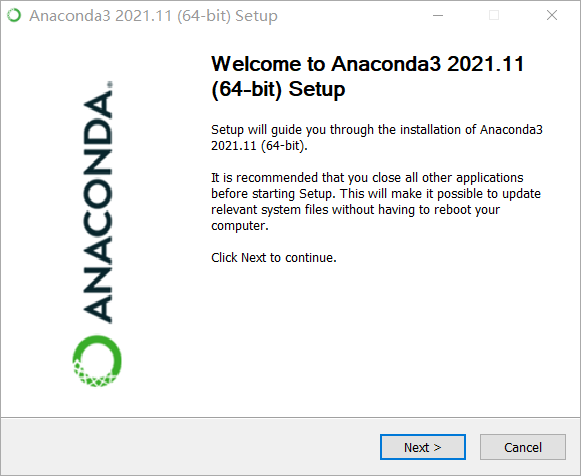 Anaconda3 2021.11 (64-bit) Setup
Welcome to Anaconda3 2021.11
(64-bit) Setup
Setup will guide you through the installation of Anaconda3
2021.11 (64-bit).
It is recommended that you close all other applications
before starting Setup. This will make it possible to update
relevant system files without having to reboot your
computer.
Click Next to continue.
ANACONDA.
Next >
Cancel